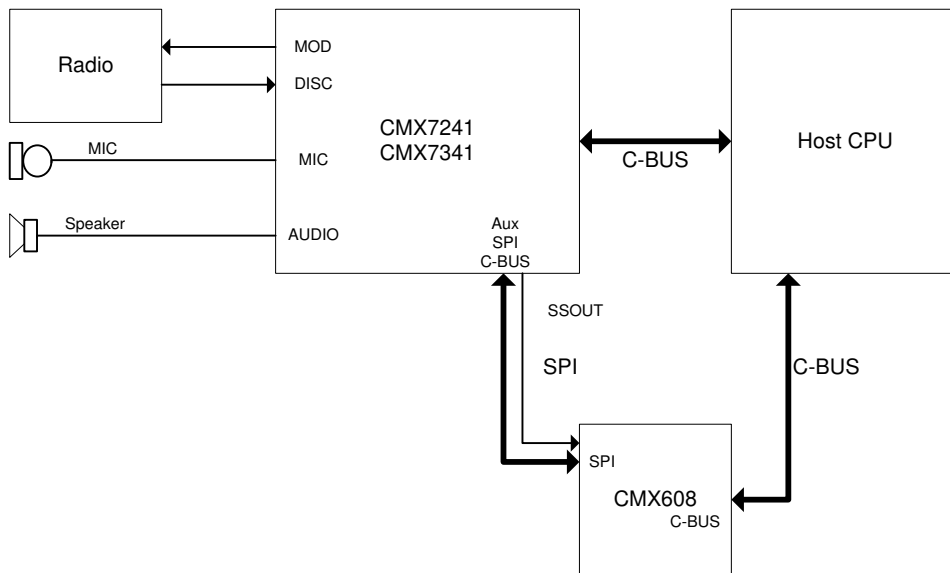 Radio
MOD
DISC
MIC
MIC
Speaker
AUDIO
CMX7241
CMX7341
Aux
SPI
C-BUS
C-BUS
Host CPU
SSOUT
SPI
C-BUS
SPI
CMX608
C-BUS